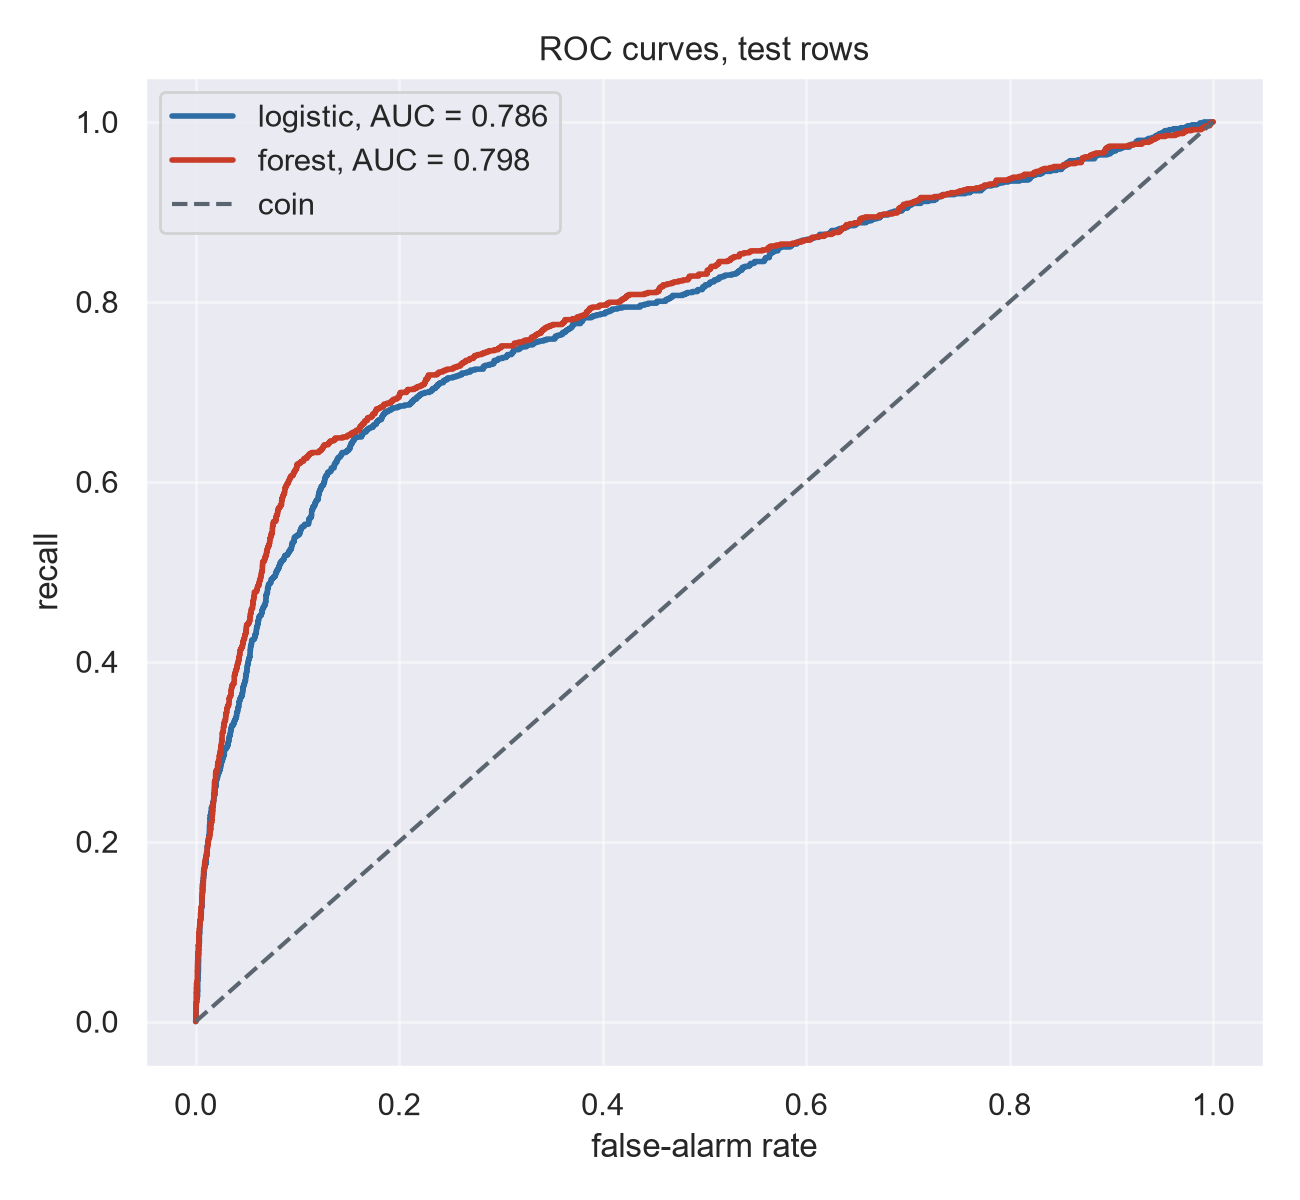 ROC curves, test rows
logistic, AUC = 0.786
forest, AUC = 0.798
coin
1.0
0.8
0.6
0.4
0.2
0.0
recall
0.0 0.2 0.4 0.6 0.8 1.0
false-alarm rate